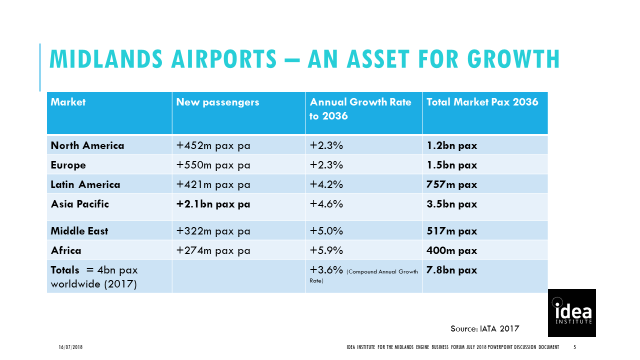 MIDLANDS AIRPORTS – AN ASSET FOR GROWTH
Market New passengers Annual Growth Rate to 2036 Total Market Pax 2036
North America +452m pax pa +2.3% 1.2bn pax
Europe +550m pax pa +2.3% 1.5bn pax
Latin America +421m pax pa +4.2% 757m pax
Asia Pacific +2.1bn pax pa +4.6% 3.5bn pax
Middle East +322m pax pa +5.0% 517m pax
Africa +274m pax pa +5.9% 400m pax
Totals = 4bn pax worldwide (2017) +3.6% (Compound Annual Growth Rate) 7.8bn pax
idea
INSTITUTE
Source: IATA 2017
16/07/2018 IDEA INSTITUTE FOR THE MIDLANDS ENGINE BUSINESS FORUM JULY 2018 POWERPOINT DISCUSSION DOCUMENT 5